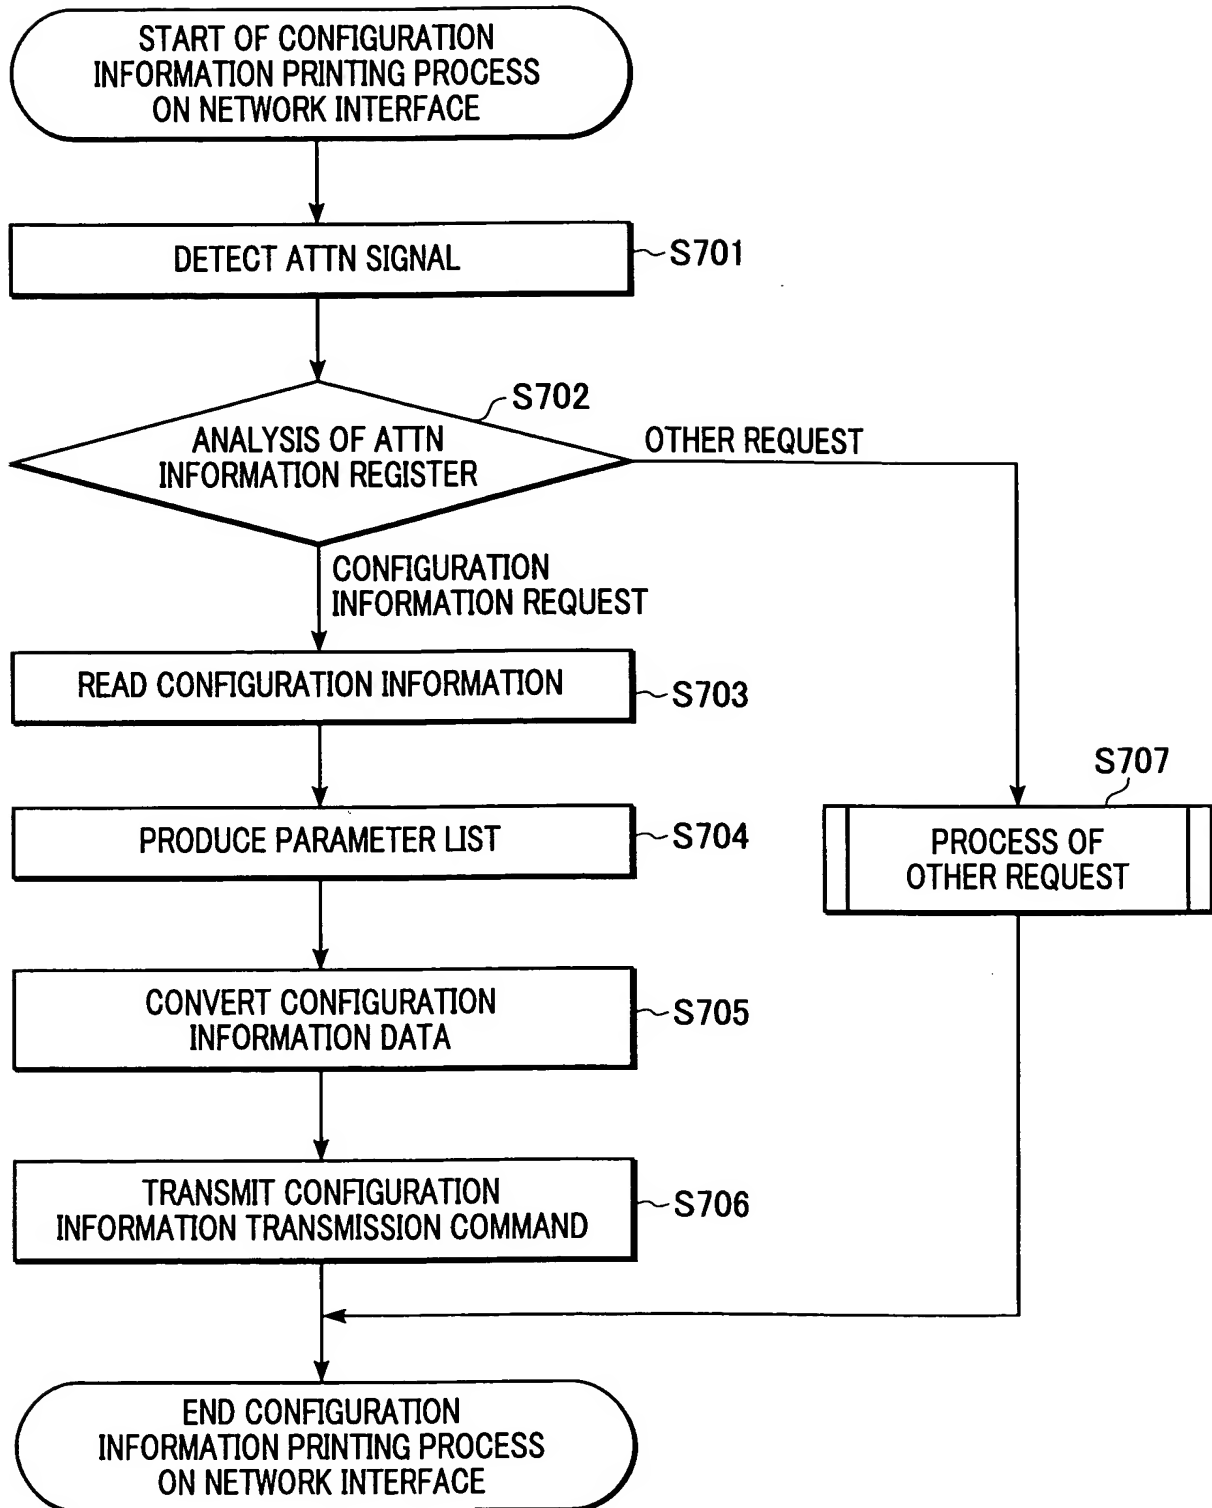 START OF CONFIGURATION
INFORMATION PRINTING PROCESS
ON NETWORK INTERFACE
DETECT ATTN SIGNAL
S701
S702
ANALYSIS OF ATTN
INFORMATION REGISTER
OTHER REQUEST
CONFIGURATION
INFORMATION REQUEST
READ CONFIGURATION INFORMATION
S703
S707
PRODUCE PARAMETER LIST
S704
PROCESS OF
OTHER REQUEST
CONVERT CONFIGURATION
INFORMATION DATA
S705
TRANSMIT CONFIGURATION
INFORMATION TRANSMISSION COMMAND
S706
END CONFIGURATION
INFORMATION PRINTING PROCESS
ON NETWORK INTERFACE